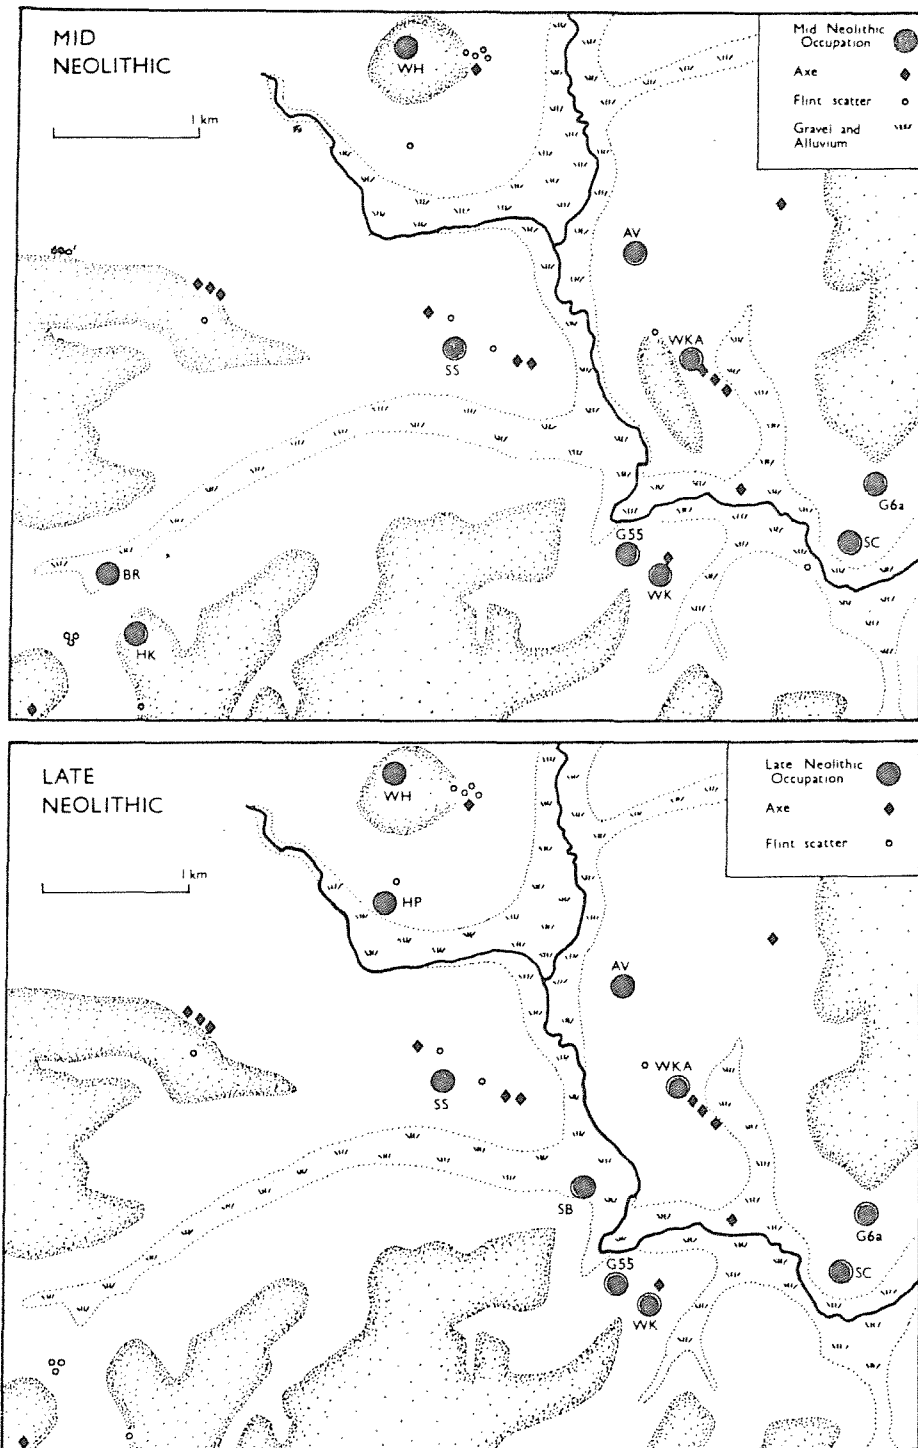 MID
NEOLITHIC
1 km
Mid Neolithic
Occupation
Axe
Flint scatter
Gravel and
Alluvium
WH
AV
WKA
SS
G6a
G55
SC
BR
WK
HK
LATE
NEOLITHIC
1 km
Late Neolithic
Occupation
Axe
Flint scatter
WH
HP
AV
WKA
SS
SB
G6a
G55
SC
WK